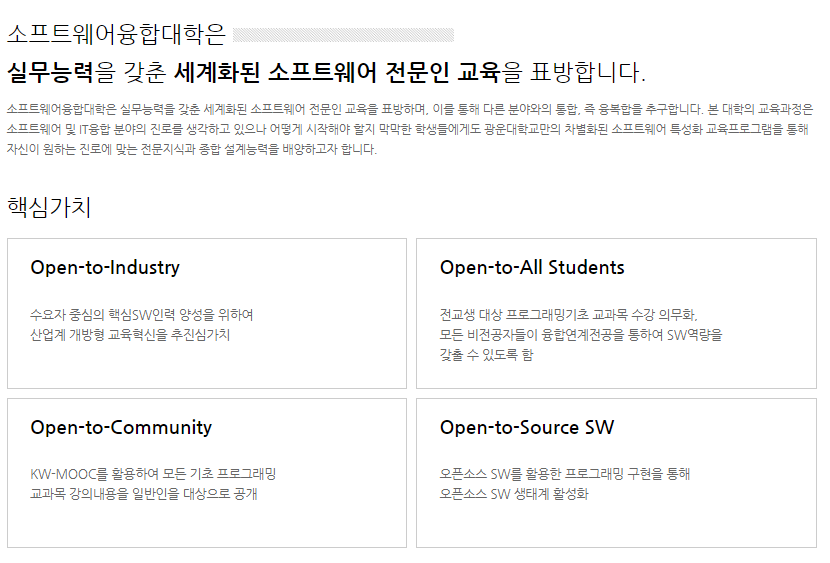 소프트웨어융합대학은
실무능력을 갖춘 세계화된 소프트웨어 전문인 교육을 표방합니다.
소프트웨어융합대학은 실무능력을 갖춘 세계화된 소프트웨어 전문인 교육을 표방하며, 이를 통해 다른 분야와의 통합, 즉 융복합을 추구합니다. 본 대학의 교육과정은
소프트웨어 및 IT융합 분야의 진로를 생각하고 있으나 어떻게 시작해야 할지 막막한 학생들에게도 광운대학교만의 차별화된 소프트웨어 특성화 교육프로그램을 통해
자신이 원하는 진로에 맞는 전문지식과 종합 설계능력을 배양하고자 합니다.
핵심가치
Open-to-Industry
수요자 중심의 핵심SW인력 양성을 위하여
산업계 개방형 교육혁신을 추진심가치
Open-to-All Students
전교생 대상 프로그래밍기초 교과목 수강 의무화,
모든 비전공자들이 융합연계전공을 통하여 SW역량을
갖출 수 있도록 함
Open-to-Community
KW-MOOC를 활용하여 모든 기초 프로그래밍
교과목 강의내용을 일반인을 대상으로 공개
Open-to-Source SW
오픈소스 SW를 활용한 프로그래밍 구현을 통해
오픈소스 SW 생태계 활성화